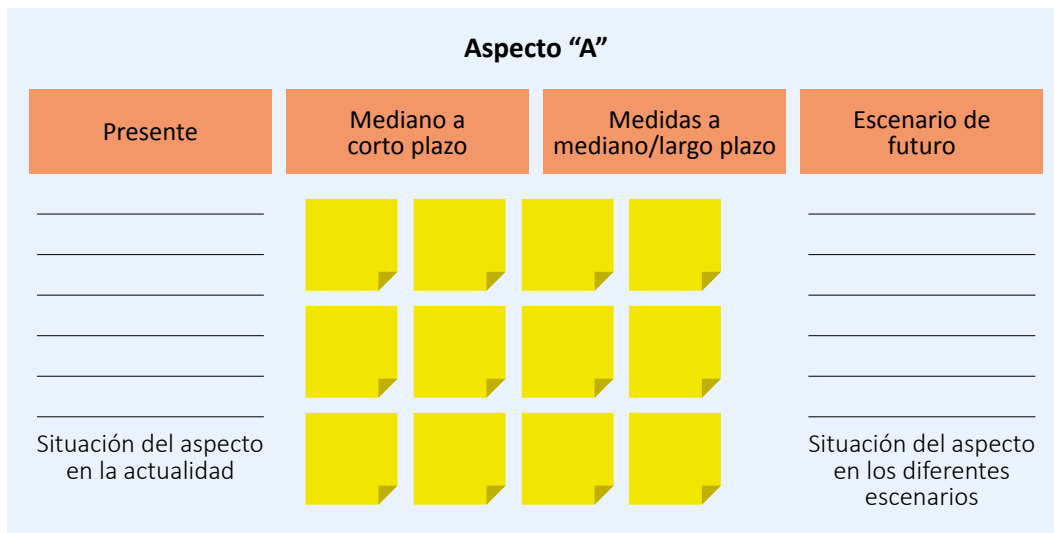 Aspecto “A”
Presente
Mediano a
corto plazo
Medidas a
mediano/largo plazo
Escenario de
futuro
Situación del aspecto
en la actualidad
Situación del aspecto
en los diferentes
escenarios